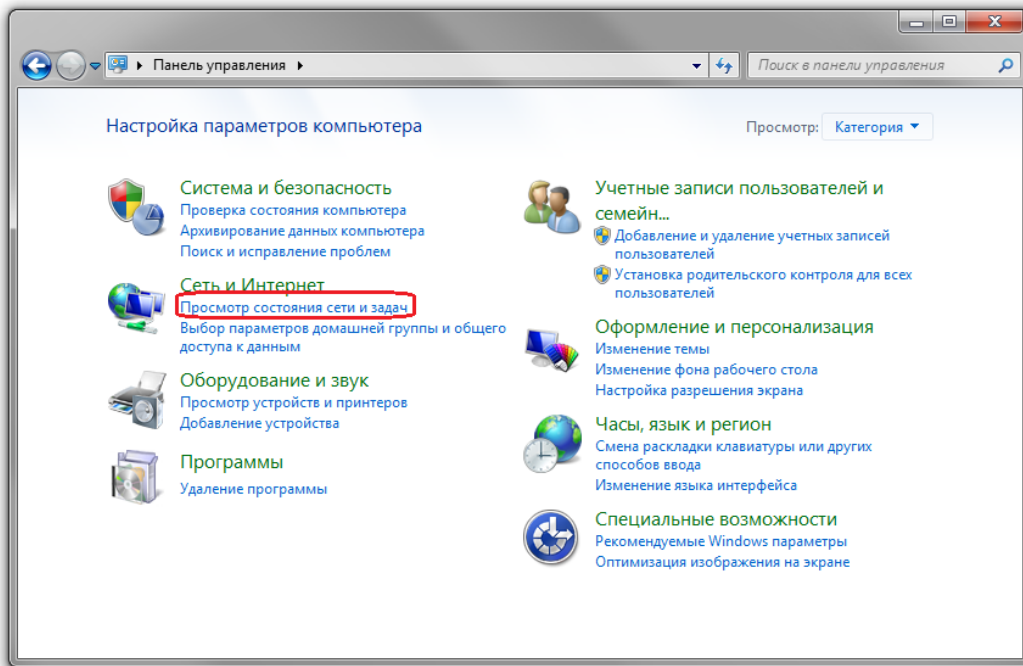 Панель управления
Поиск в панели управления
Настройка параметров компьютера
Просмотр: Категория
Система и безопасность
Проверка состояния компьютера
Архивирование данных компьютера
Поиск и исправление проблем
Сеть и Интернет
Просмотр состояния сети и задач
Выбор параметров домашней группы и общего
доступа к данным
Оборудование и звук
Просмотр устройств и принтеров
Добавление устройства
Программы
Удаление программы
Учетные записи пользователей и
семейн...
Добавление и удаление учетных записей
пользователей
Установка родительского контроля для всех
пользователей
Оформление и персонализация
Изменение темы
Изменение фона рабочего стола
Настройка разрешения экрана
Часы, язык и регион
Смена раскладки клавиатуры или других
способов ввода
Изменение языка интерфейса
Специальные возможности
Рекомендуемые Windows параметры
Оптимизация изображения на экране